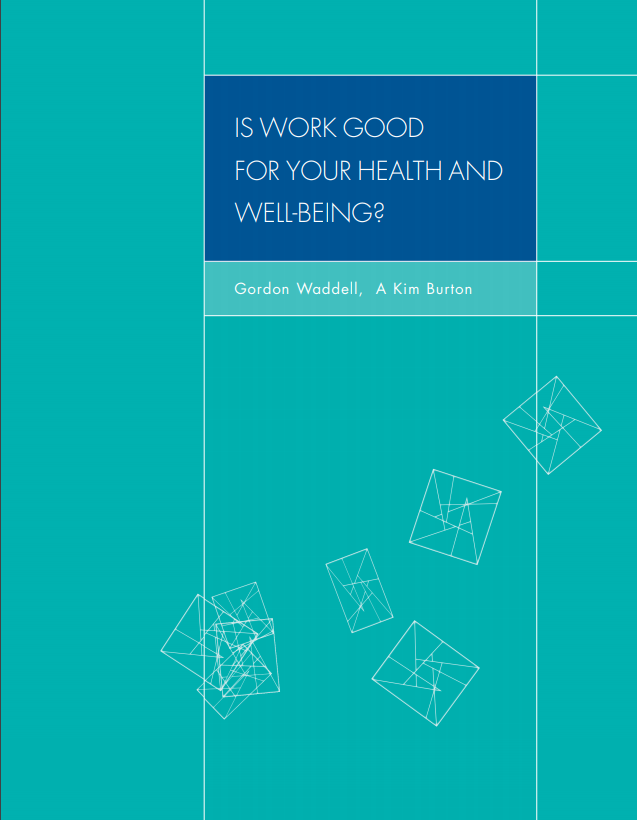 IS WORK GOOD
FOR YOUR HEALTH AND
WELL-BEING?
Gordon Waddell, A Kim Burton